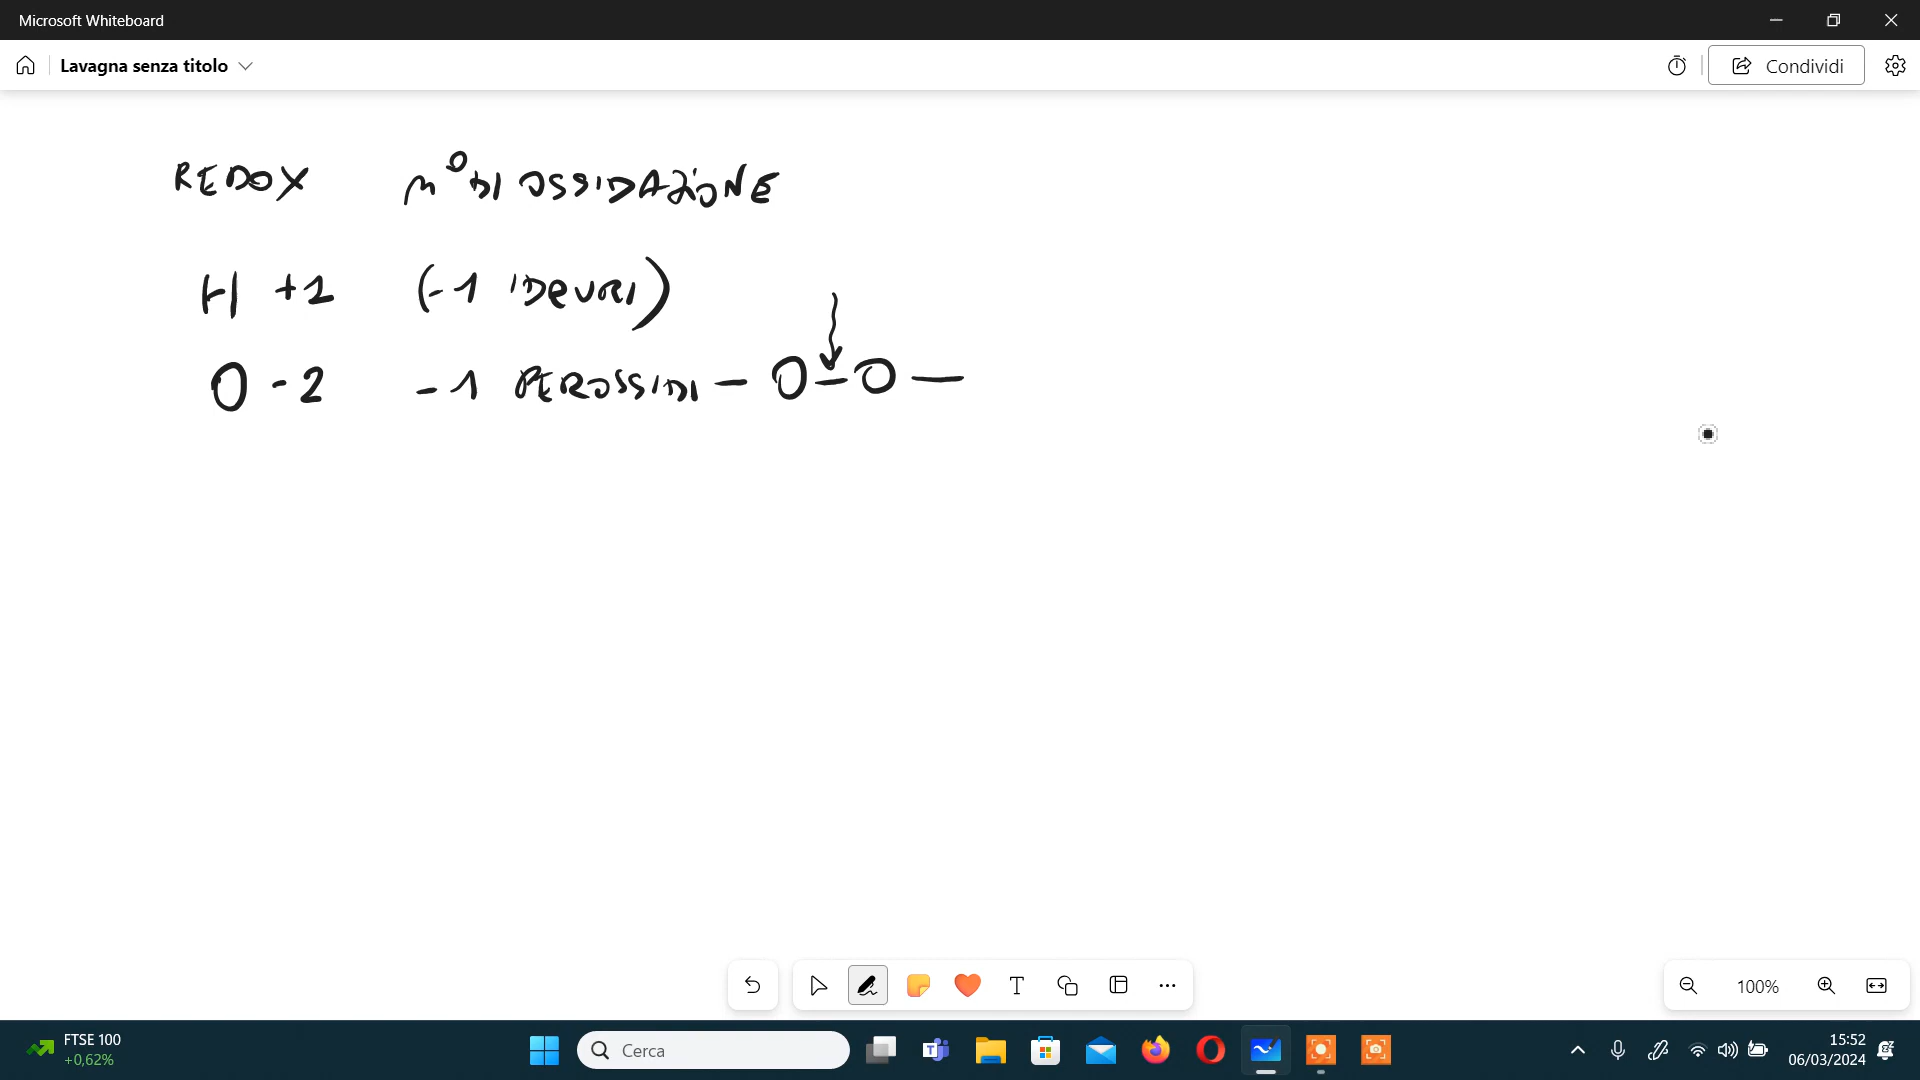 Microsoft Whiteboard
Lavagna senza titolo
Condividi
REDOX n° DI OSSIDAZIONE
H +1 (-1 IDRURI)
O -2 -1 PEROSSIDI - O - O -
100%
FTSE 100
+0,62%
Cerca
15:52
06/03/2024